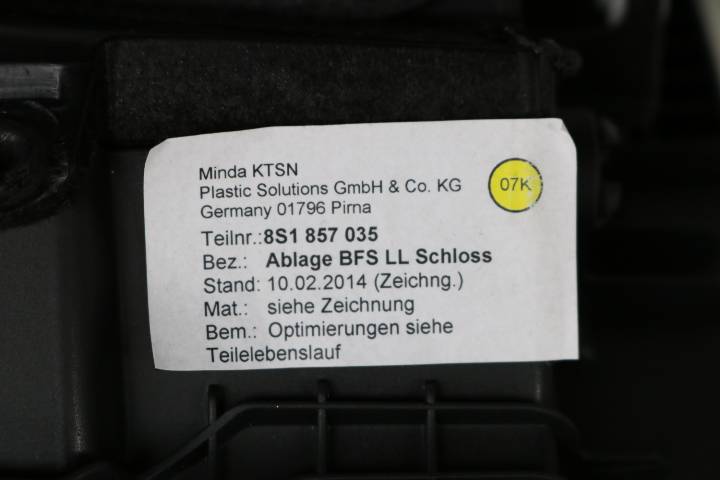 Minda KTSN
Plastic Solutions GmbH & Co. KG
Germany 01796 Pirna
07K
Teilnr.:8S1 857 035
Bez.: Ablage BFS LL Schloss
Stand: 10.02.2014 (Zeichng.)
Mat.: siehe Zeichnung
Bem.: Optimierungen siehe
Teilelebenslauf